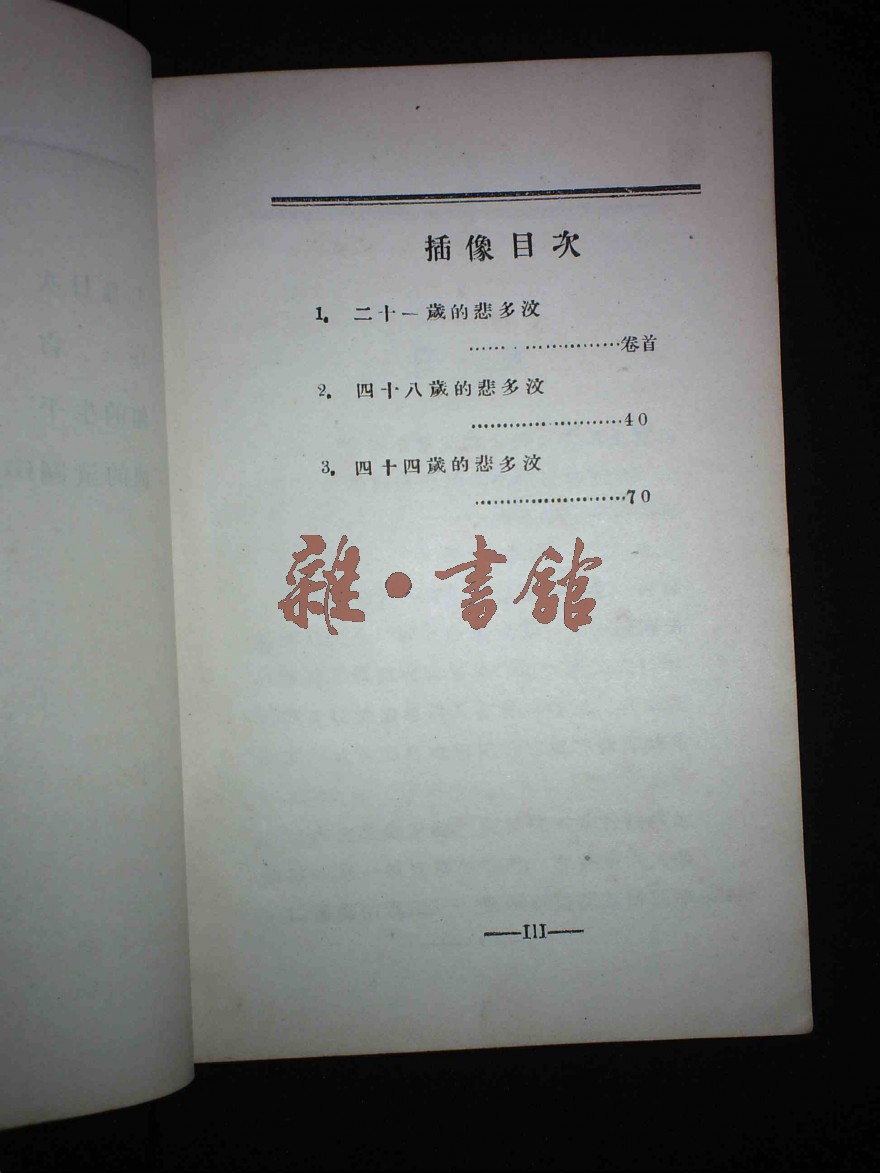 插像目次
1. 二十一歲的悲多汶
…… . ………………卷首
2. 四十八歲的悲多汶
………………………40
3. 四十四歲的悲多汶
………………………70
雜•書館
——III——